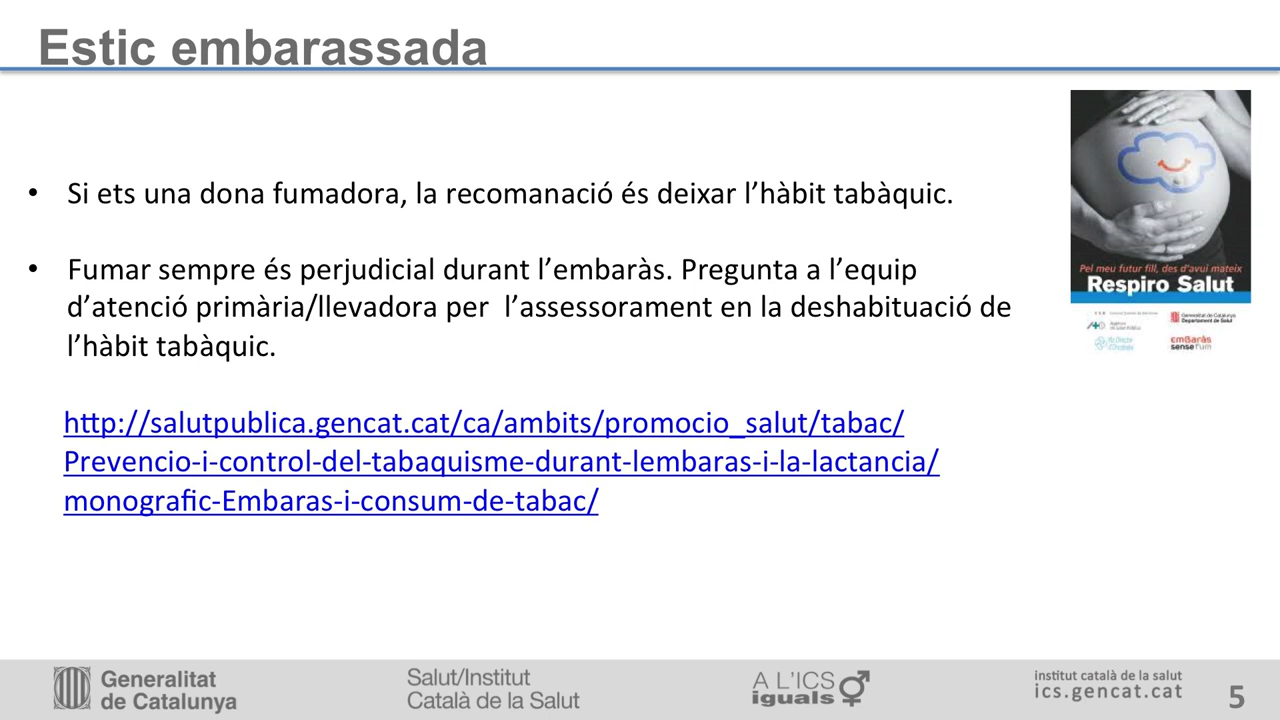 Estic embarassada
• Si ets una dona fumadora, la recomanació és deixar l’hàbit tabàquic.
• Fumar sempre és perjudicial durant l’embaràs. Pregunta a l’equip
d’atenció primària/llevadora per l’assessorament en la deshabituació de
l’hàbit tabàquic.
http://salutpublica.gencat.cat/ca/ambits/promocio_salut/tabac/
Prevencio-i-control-del-tabaquisme-durant-lembaras-i-la-lactancia/
monografic-Embaras-i-consum-de-tabac/
Pel meu futur fill, des d'avui mateix
Respiro Salut
Generalitat de Catalunya
Departament de Salut
embaràs
sense fum
Generalitat
de Catalunya
Salut/Institut
Català de la Salut
A L'ICS
iguals
institut català de la salut
ics.gencat.cat
5